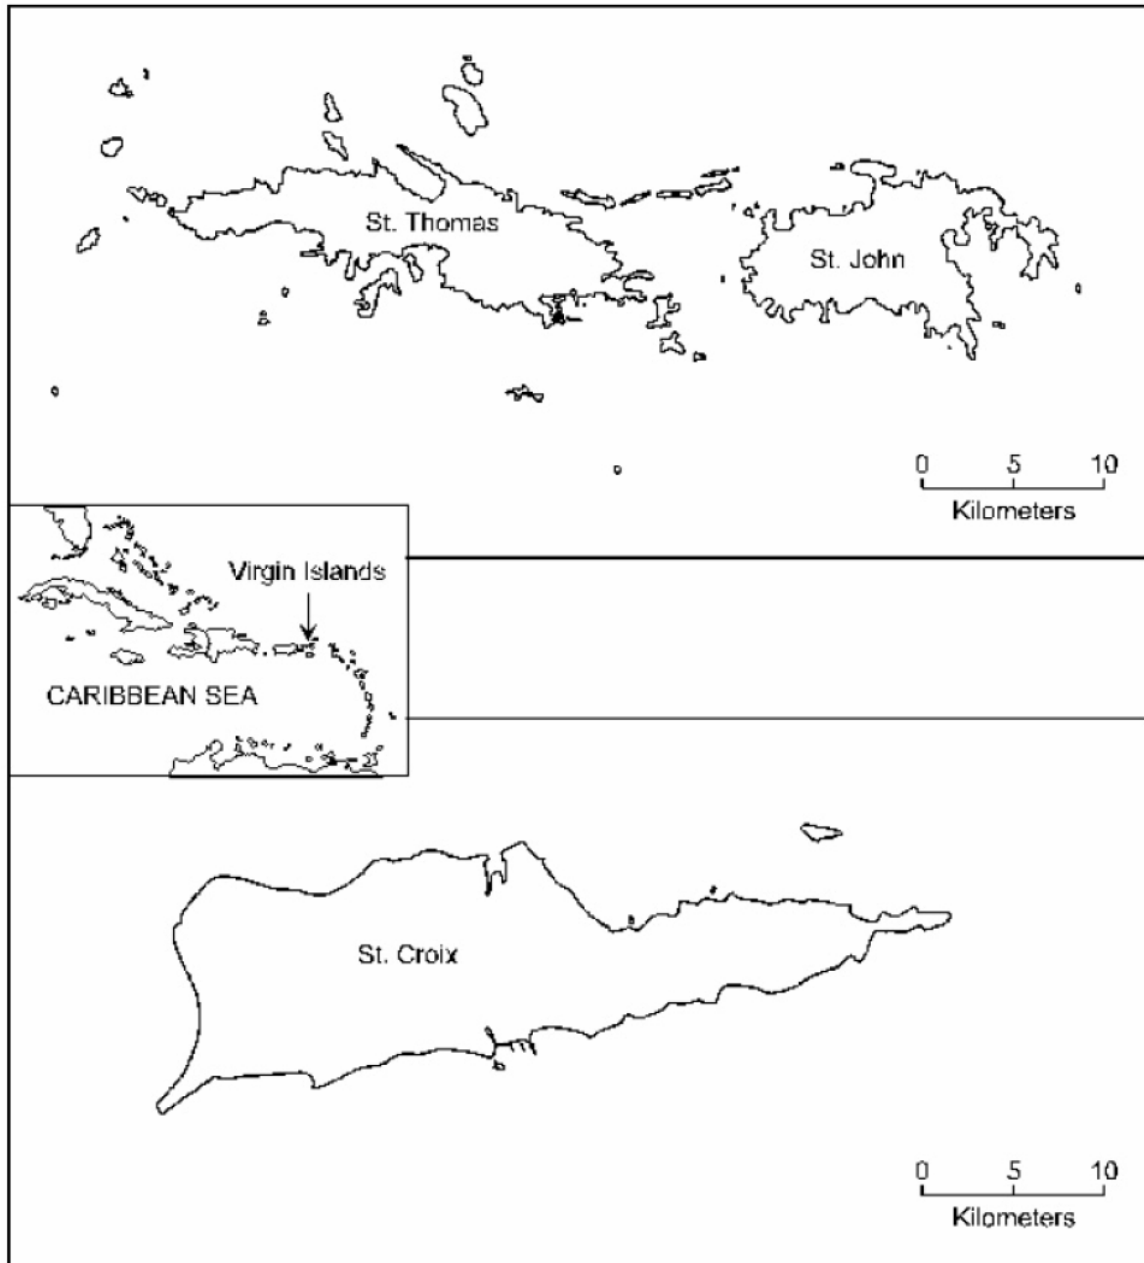 St. Thomas
St. John
0 5 10
Kilometers
Virgin Islands
CARIBBEAN SEA
St. Croix
0 5 10
Kilometers